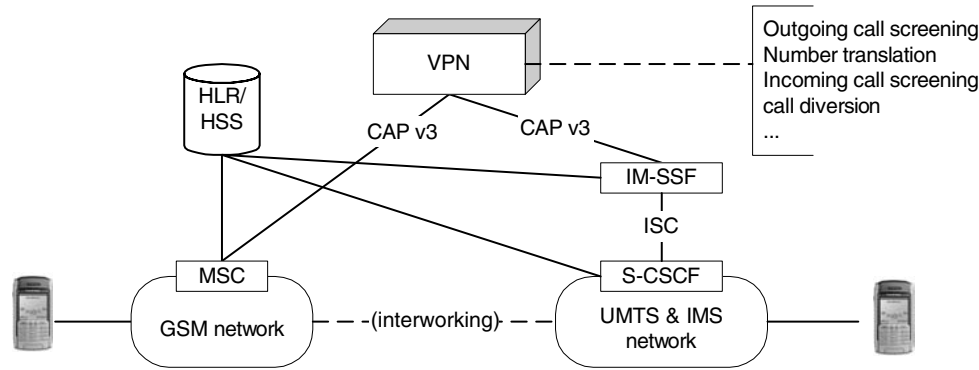 Outgoing call screening
Number translation
Incoming call screening
call diversion
...
VPN
HLR/
HSS
CAP v3
CAP v3
IM-SSF
ISC
MSC
S-CSCF
GSM network
(interworking)
UMTS & IMS
network